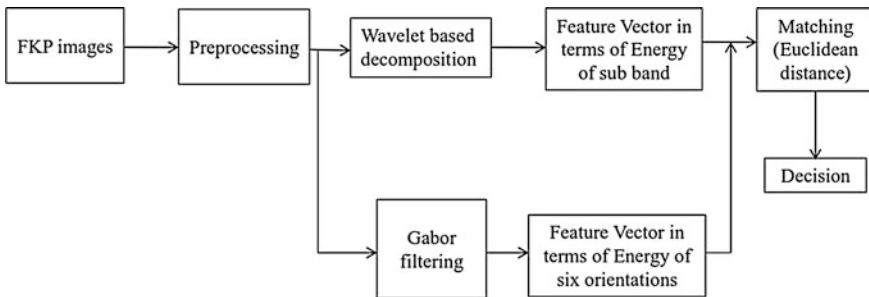 FKP images
Preprocessing
Wavelet based
decomposition
Feature Vector in
terms of Energy
of sub band
Matching
(Euclidean
distance)
Decision
Gabor
filtering
Feature Vector in
terms of Energy of
six orientations